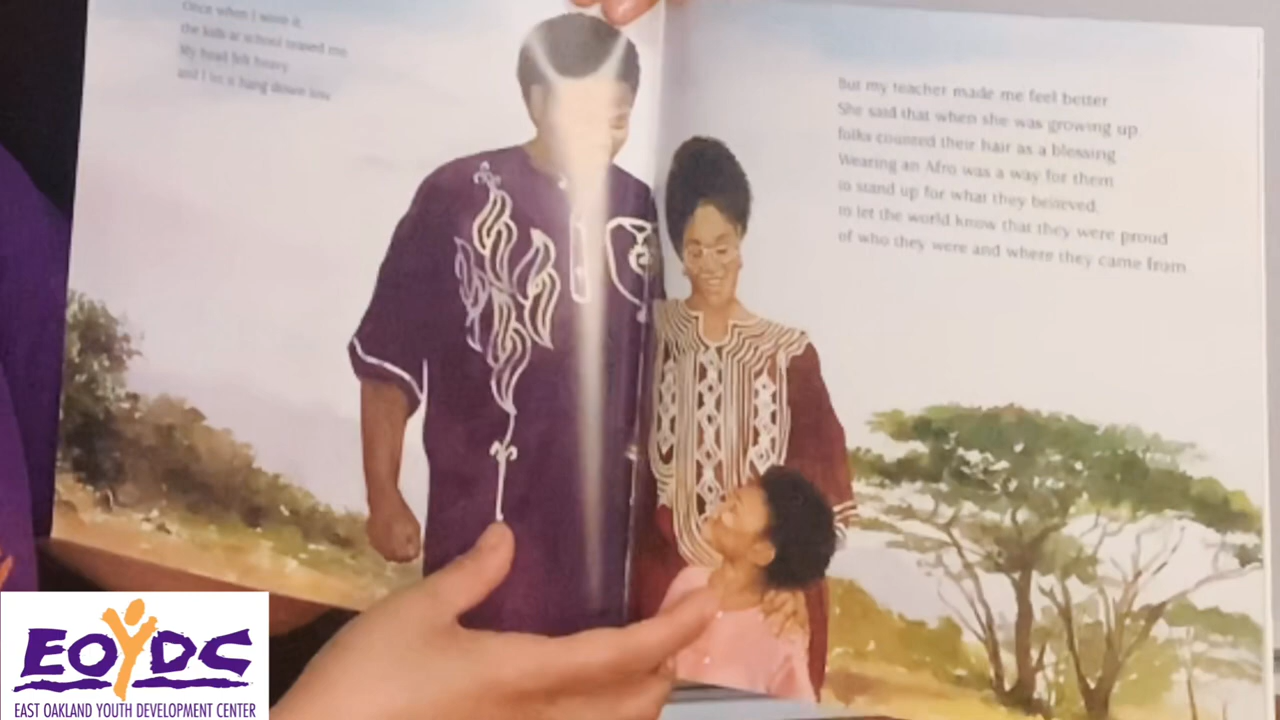 Once when I wore it,
the kids at school teased me
My head felt heavy
and I let it hang down low
But my teacher made me feel better
She said that when she was growing up
folks counted their hair as a blessing
Wearing an Afro was a way for them
to stand up for what they believed,
to let the world know that they were proud
of who they were and where they came from
EOYDC
EAST OAKLAND YOUTH DEVELOPMENT CENTER